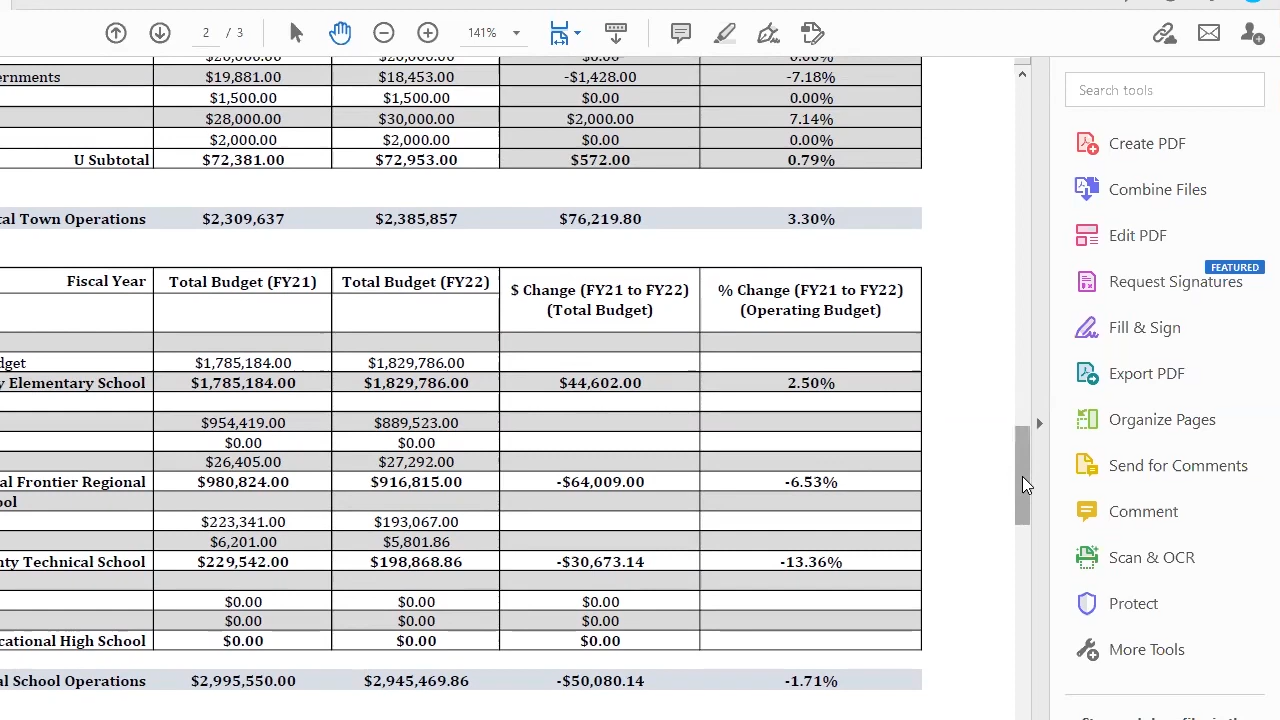 2 / 3 141%
$20,000.00 $20,000.00 $0.00 0.00%
ernments $19,881.00 $18,453.00 -$1,428.00 -7.18%
$1,500.00 $1,500.00 $0.00 0.00%
$28,000.00 $30,000.00 $2,000.00 7.14%
$2,000.00 $2,000.00 $0.00 0.00%
U Subtotal $72,381.00 $72,953.00 $572.00 0.79%
tal Town Operations $2,309,637 $2,385,857 $76,219.80 3.30%
Fiscal Year Total Budget (FY21) Total Budget (FY22) $ Change (FY21 to FY22) % Change (FY21 to FY22)
(Total Budget) (Operating Budget)
dget $1,785,184.00 $1,829,786.00
y Elementary School $1,785,184.00 $1,829,786.00 $44,602.00 2.50%
$954,419.00 $889,523.00
$0.00 $0.00
$26,405.00 $27,292.00
al Frontier Regional $980,824.00 $916,815.00 -$64,009.00 -6.53%
ool
$223,341.00 $193,067.00
$6,201.00 $5,801.86
nty Technical School $229,542.00 $198,868.86 -$30,673.14 -13.36%
$0.00 $0.00 $0.00
$0.00 $0.00 $0.00
cational High School $0.00 $0.00 $0.00
al School Operations $2,995,550.00 $2,945,469.86 -$50,080.14 -1.71%
Search tools
Create PDF
Combine Files
Edit PDF
FEATURED
Request Signatures
Fill & Sign
Export PDF
Organize Pages
Send for Comments
Comment
Scan & OCR
Protect
More Tools